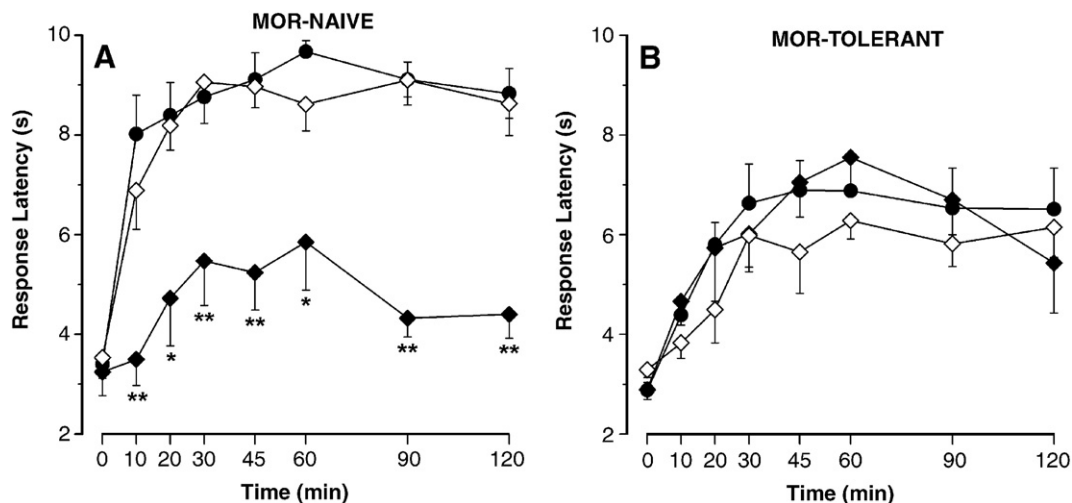 MOR-NAIVE
A
10
8
6
4
2
Response Latency (s)
**
*
**
**
*
**
**
0 10 20 30 45 60 90 120
Time (min)
MOR-TOLERANT
B
10
8
6
4
2
Response Latency (s)
0 10 20 30 45 60 90 120
Time (min)